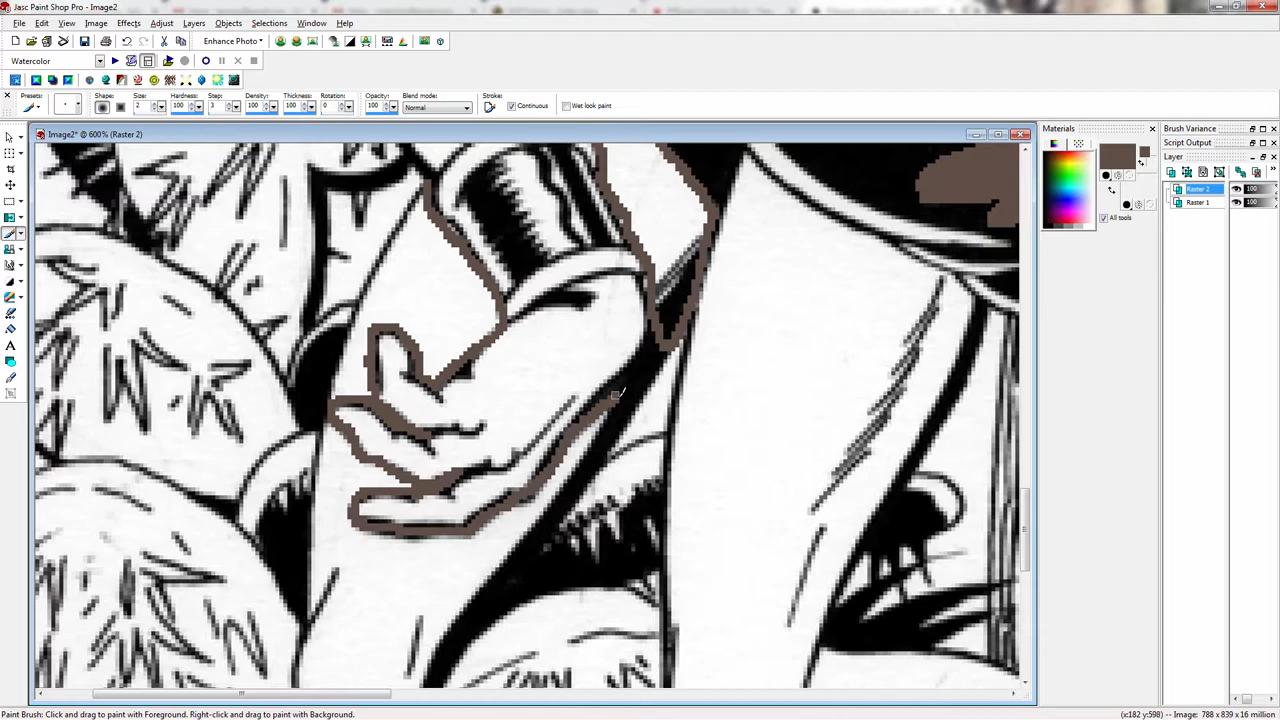 Jasc Paint Shop Pro - Image2
File Edit View Image Effects Adjust Layers Objects Selections Window Help
Enhance Photo
Watercolor
Presets: Shape: Size: Hardness: Step: Density: Thickness: Rotation: Opacity: Blend mode: Stroke:
2 100 3 100 100 0 100 Normal Continuous Wet look paint
Image2* @ 600% (Raster 2)
Materials
All tools
Brush Variance
Script Output
Layer
Raster 2 100
Raster 1 100
Paint Brush: Click and drag to paint with Foreground. Right-click and drag to paint with Background.
(x:182 y:598) -- Image: 788 x 839 x 16 million